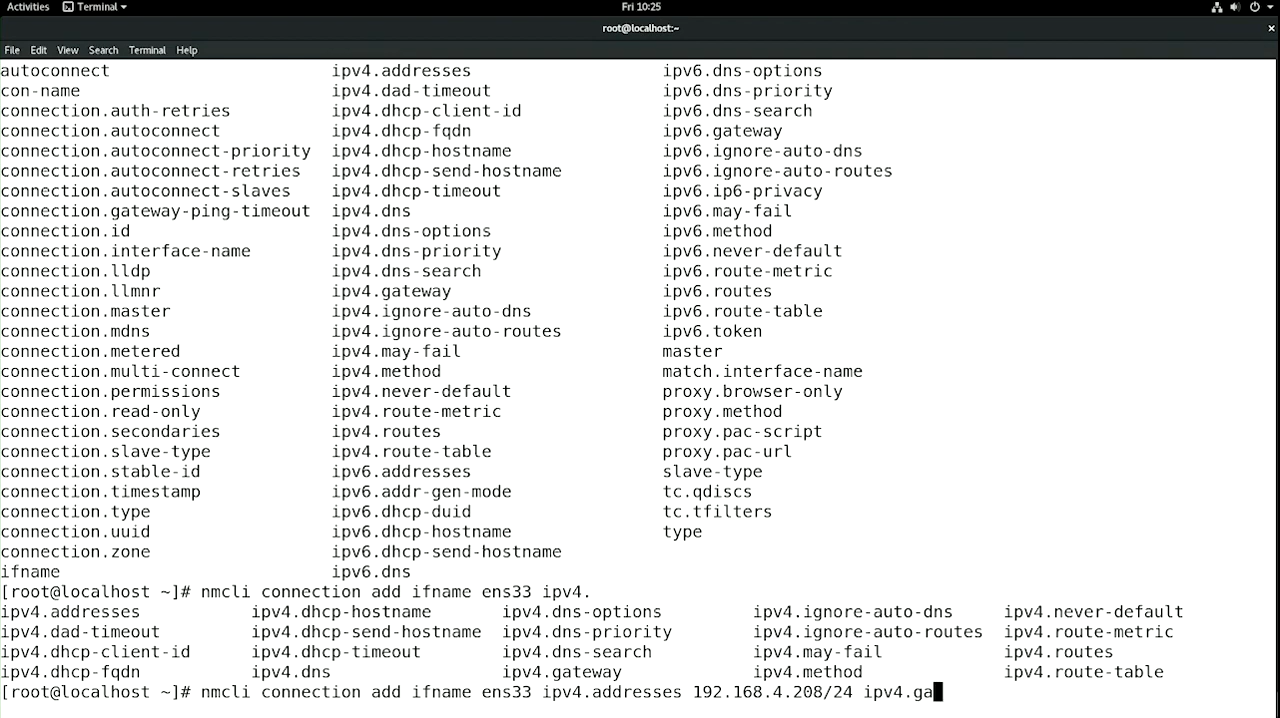 Activities Terminal Fri 10:25
root@localhost:~ ×
File Edit View Search Terminal Help
autoconnect ipv4.addresses ipv6.dns-options
con-name ipv4.dad-timeout ipv6.dns-priority
connection.auth-retries ipv4.dhcp-client-id ipv6.dns-search
connection.autoconnect ipv4.dhcp-fqdn ipv6.gateway
connection.autoconnect-priority ipv4.dhcp-hostname ipv6.ignore-auto-dns
connection.autoconnect-retries ipv4.dhcp-send-hostname ipv6.ignore-auto-routes
connection.autoconnect-slaves ipv4.dhcp-timeout ipv6.ip6-privacy
connection.gateway-ping-timeout ipv4.dns ipv6.may-fail
connection.id ipv4.dns-options ipv6.method
connection.interface-name ipv4.dns-priority ipv6.never-default
connection.lldp ipv4.dns-search ipv6.route-metric
connection.llmnr ipv4.gateway ipv6.routes
connection.master ipv4.ignore-auto-dns ipv6.route-table
connection.mdns ipv4.ignore-auto-routes ipv6.token
connection.metered ipv4.may-fail master
connection.multi-connect ipv4.method match.interface-name
connection.permissions ipv4.never-default proxy.browser-only
connection.read-only ipv4.route-metric proxy.method
connection.secondaries ipv4.routes proxy.pac-script
connection.slave-type ipv4.route-table proxy.pac-url
connection.stable-id ipv6.addresses slave-type
connection.timestamp ipv6.addr-gen-mode tc.qdiscs
connection.type ipv6.dhcp-duid tc.tfilters
connection.uuid ipv6.dhcp-hostname type
connection.zone ipv6.dhcp-send-hostname
ifname ipv6.dns
[root@localhost ~]# nmcli connection add ifname ens33 ipv4.
ipv4.addresses ipv4.dhcp-hostname ipv4.dns-options ipv4.ignore-auto-dns ipv4.never-default
ipv4.dad-timeout ipv4.dhcp-send-hostname ipv4.dns-priority ipv4.ignore-auto-routes ipv4.route-metric
ipv4.dhcp-client-id ipv4.dhcp-timeout ipv4.dns-search ipv4.may-fail ipv4.routes
ipv4.dhcp-fqdn ipv4.dns ipv4.gateway ipv4.method ipv4.route-table
[root@localhost ~]# nmcli connection add ifname ens33 ipv4.addresses 192.168.4.208/24 ipv4.ga